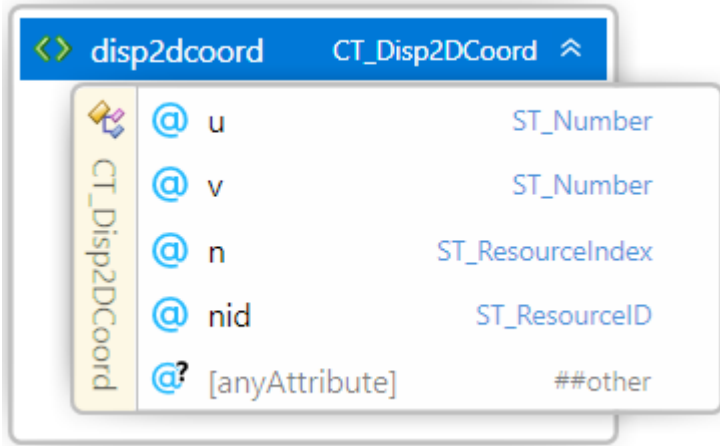 <> disp2dcoord CT_Disp2DCoord
CT_Disp2DCoord
@ u ST_Number
@ v ST_Number
@ n ST_ResourceIndex
@ nid ST_ResourceID
@? [anyAttribute] ##other